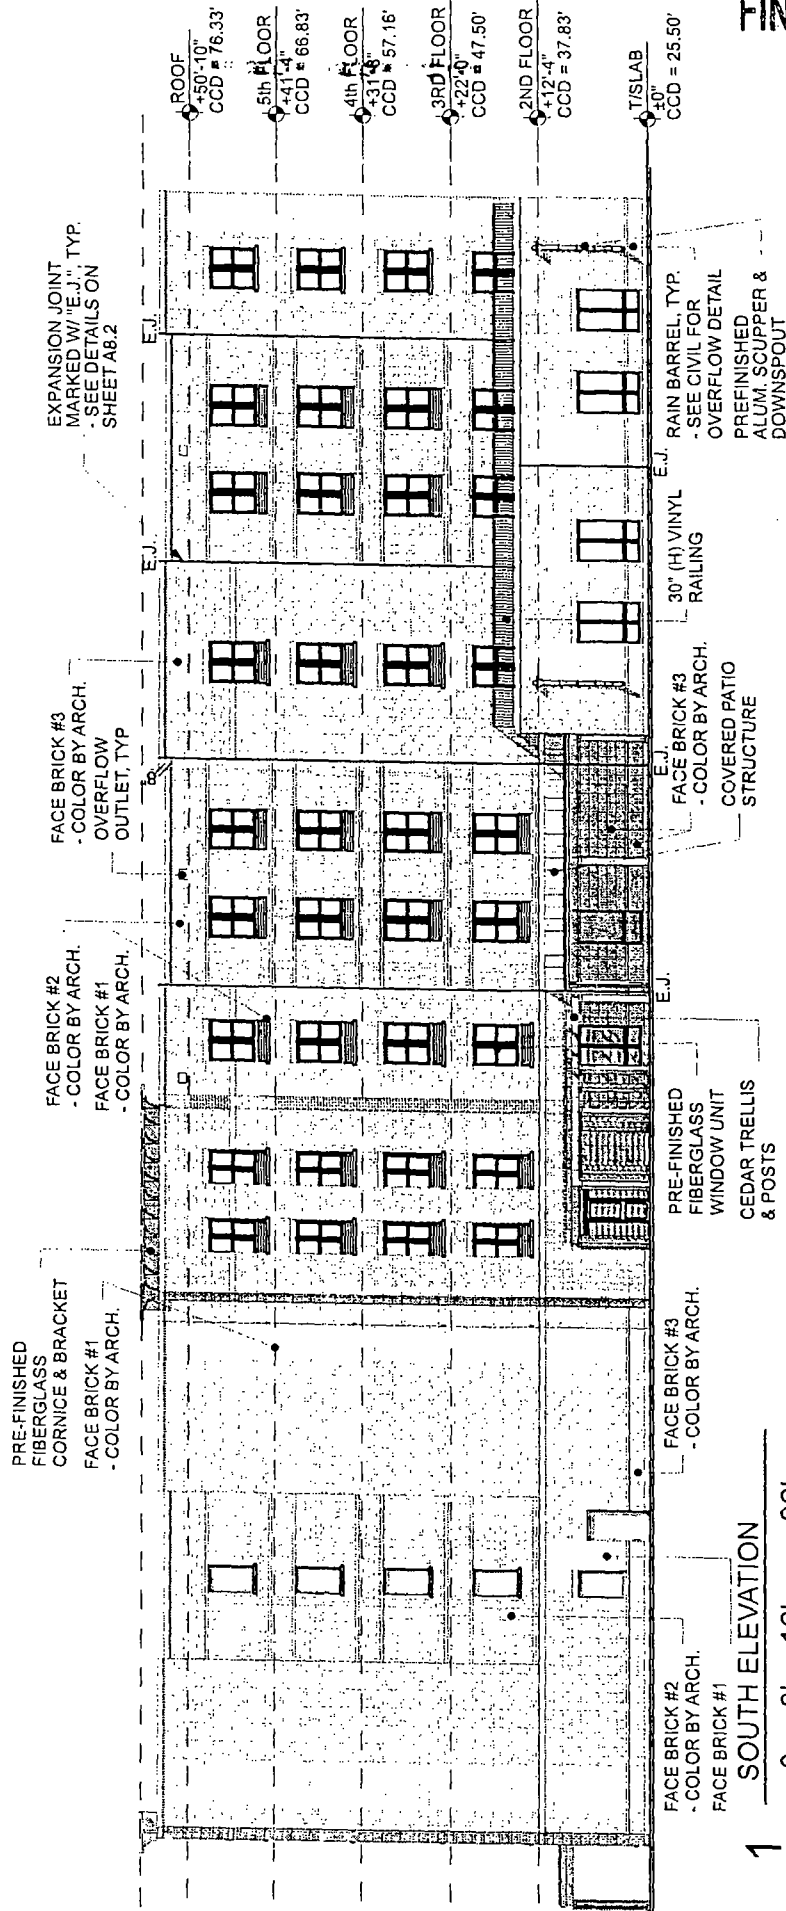 PRE-FINISHED
FIBERGLASS
CORNICE & BRACKET
FACE BRICK #1
- COLOR BY ARCH.
FACE BRICK #2
- COLOR BY ARCH.
FACE BRICK #1
- COLOR BY ARCH.
FACE BRICK #3
- COLOR BY ARCH.
OVERFLOW
OUTLET, TYP
EXPANSION JOINT
MARKED W/ "E.J.", TYP.
- SEE DETAILS ON
SHEET A8.2
E.J.
E.J.
ROOF
+50'-10"
CCD = 76.33'
5th FLOOR
+41'-4"
CCD = 66.83'
4th FLOOR
+31'-8"
CCD = 57.16'
3RD FLOOR
+22'-0"
CCD = 47.50'
2ND FLOOR
+12'-4"
CCD = 37.83'
T/SLAB
±0"
CCD = 25.50'
E.J.
E.J.
E.J.
FACE BRICK #2
- COLOR BY ARCH.
FACE BRICK #1
FACE BRICK #3
- COLOR BY ARCH.
PRE-FINISHED
FIBERGLASS
WINDOW UNIT
CEDAR TRELLIS
& POSTS
FACE BRICK #3
- COLOR BY ARCH.
COVERED PATIO
STRUCTURE
30" (H) VINYL
RAILING
RAIN BARREL, TYP.
- SEE CIVIL FOR
OVERFLOW DETAIL
PREFINISHED
ALUM. SCUPPER &
DOWNSPOUT
1 SOUTH ELEVATION
FIN